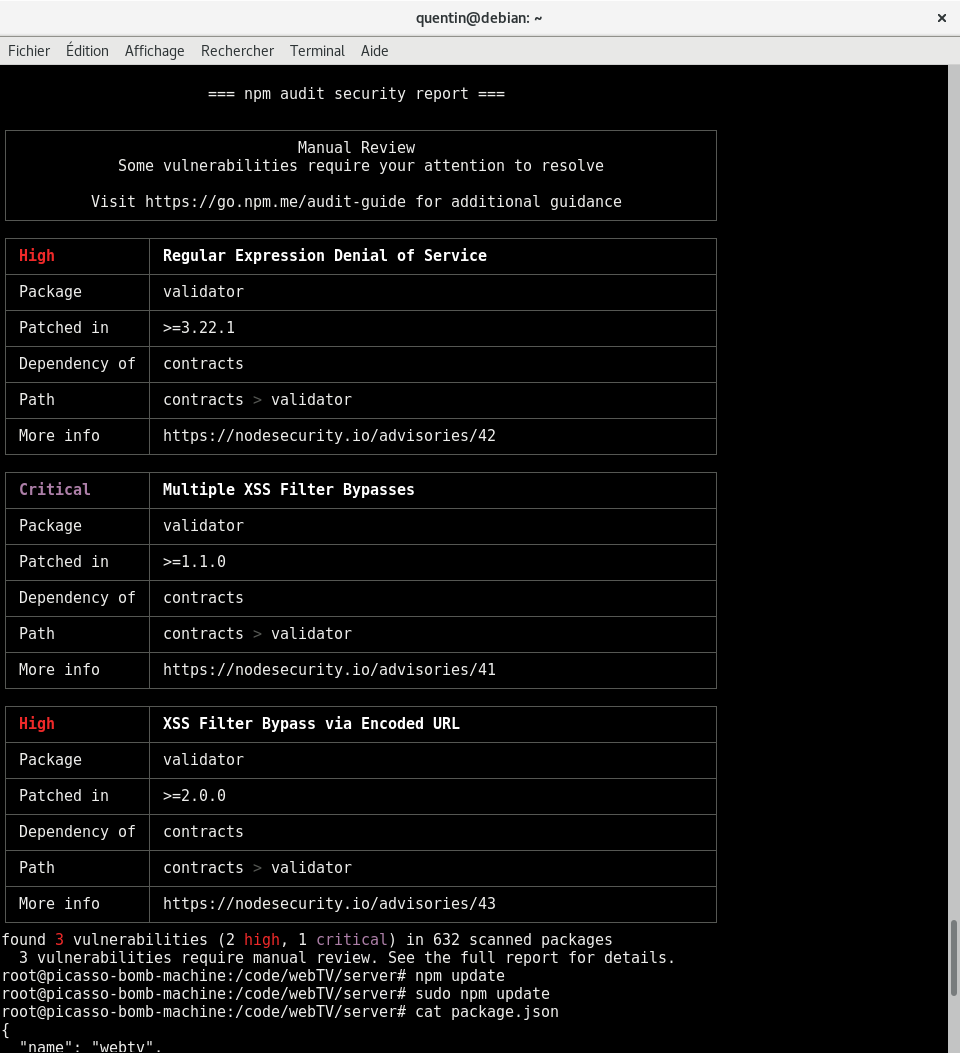 quentin@debian: ~
×
Fichier Édition Affichage Rechercher Terminal Aide
=== npm audit security report ===
Manual Review
Some vulnerabilities require your attention to resolve
Visit https://go.npm.me/audit-guide for additional guidance
High Regular Expression Denial of Service
Package validator
Patched in >=3.22.1
Dependency of contracts
Path contracts > validator
More info https://nodesecurity.io/advisories/42
Critical Multiple XSS Filter Bypasses
Package validator
Patched in >=1.1.0
Dependency of contracts
Path contracts > validator
More info https://nodesecurity.io/advisories/41
High XSS Filter Bypass via Encoded URL
Package validator
Patched in >=2.0.0
Dependency of contracts
Path contracts > validator
More info https://nodesecurity.io/advisories/43
found 3 vulnerabilities (2 high, 1 critical) in 632 scanned packages
3 vulnerabilities require manual review. See the full report for details.
root@picasso-bomb-machine:/code/webTV/server# npm update
root@picasso-bomb-machine:/code/webTV/server# sudo npm update
root@picasso-bomb-machine:/code/webTV/server# cat package.json
{
"name": "webtv",